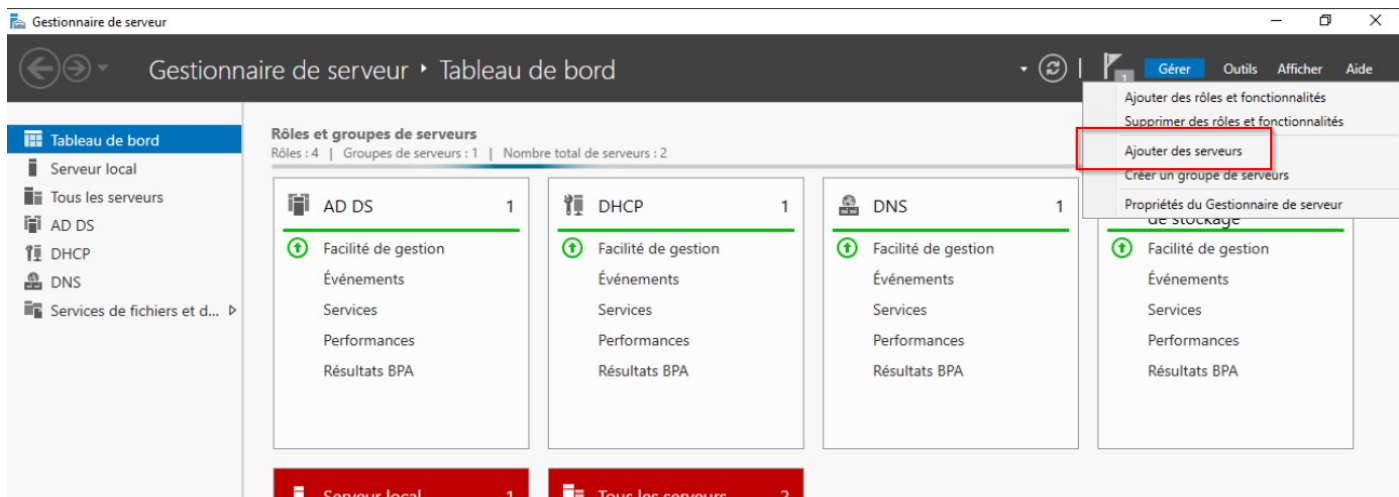 Gestionnaire de serveur
Gestionnaire de serveur ‣ Tableau de bord
1
Gérer Outils Afficher Aide
Ajouter des rôles et fonctionnalités
Supprimer des rôles et fonctionnalités
Ajouter des serveurs
Créer un groupe de serveurs
Propriétés du Gestionnaire de serveur
Tableau de bord
Serveur local
Tous les serveurs
AD DS
DHCP
DNS
Services de fichiers et d...
Rôles et groupes de serveurs
Rôles : 4 | Groupes de serveurs : 1 | Nombre total de serveurs : 2
AD DS 1
Facilité de gestion
Événements
Services
Performances
Résultats BPA
DHCP 1
Facilité de gestion
Événements
Services
Performances
Résultats BPA
DNS 1
Facilité de gestion
Événements
Services
Performances
Résultats BPA
de stockage
Facilité de gestion
Événements
Services
Performances
Résultats BPA
Serveur local 1
Tous les serveurs 2